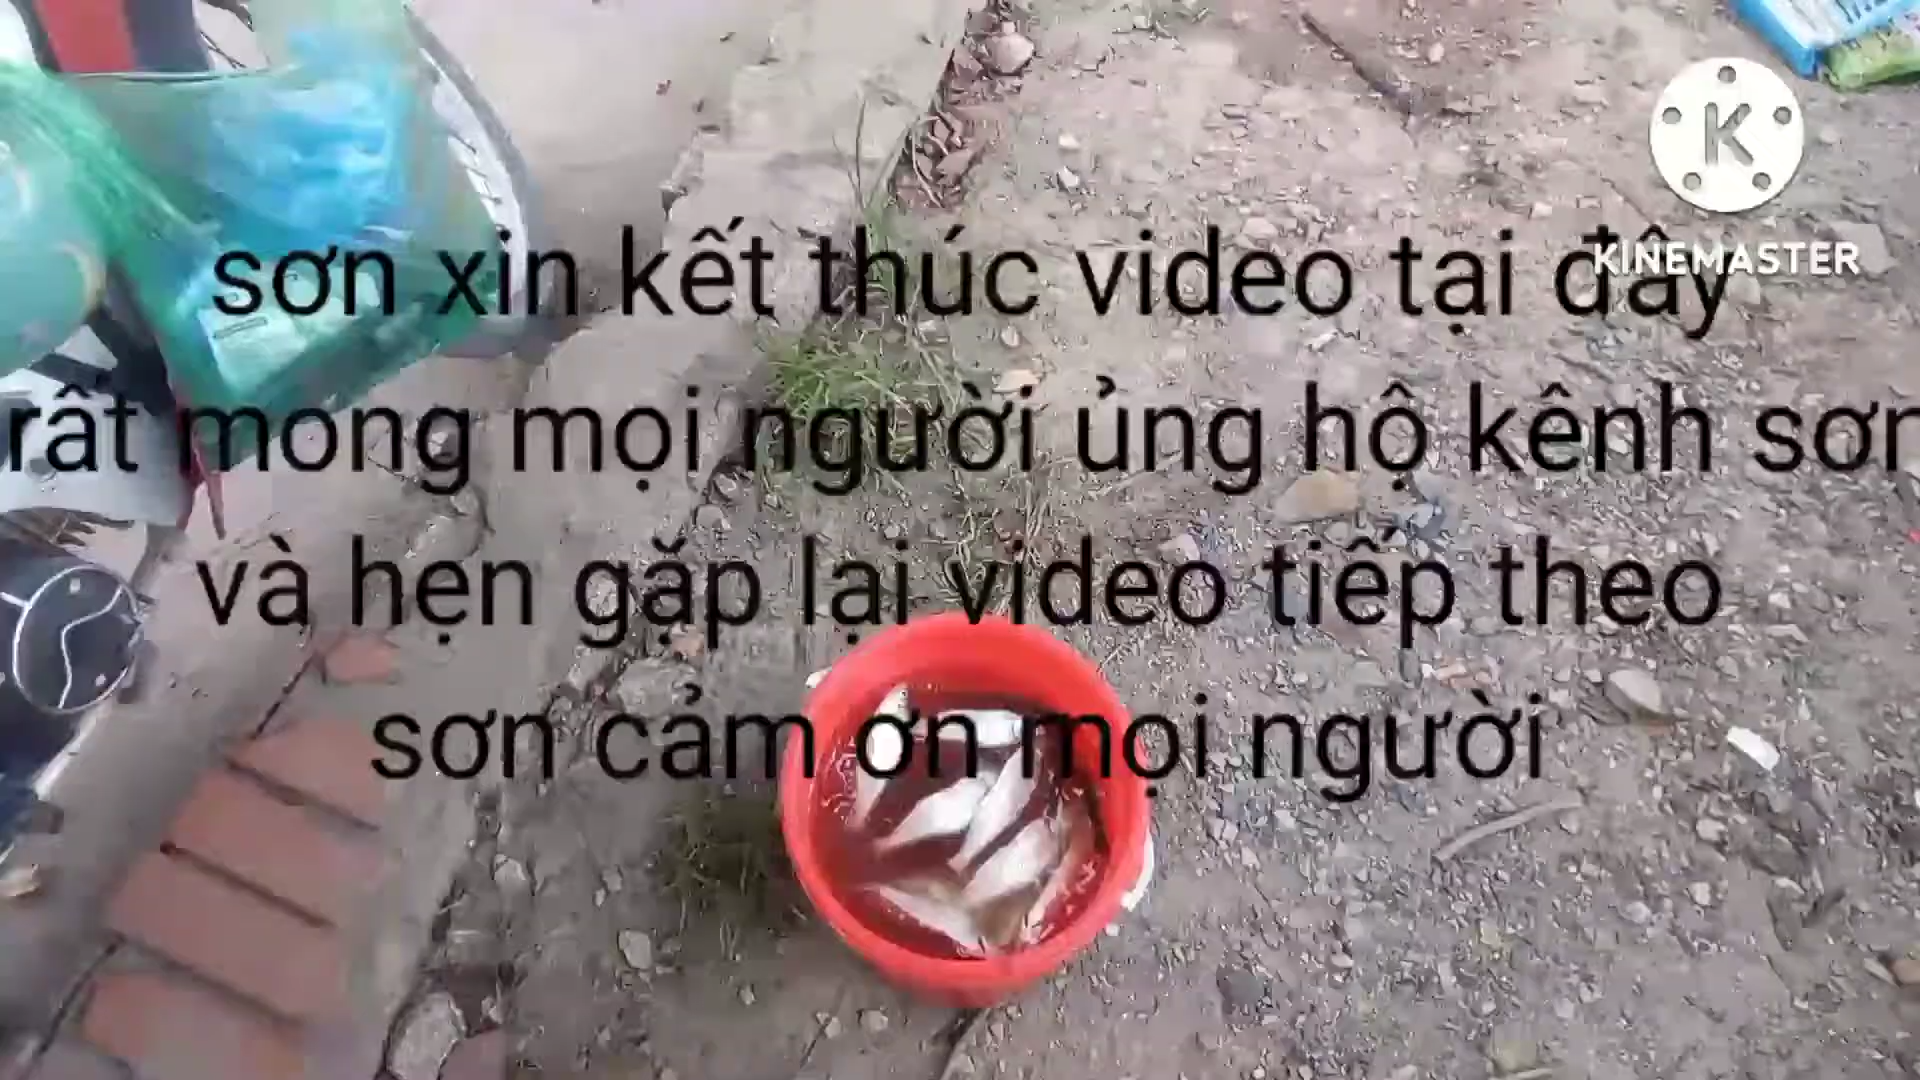 K
KINEMASTER
sơn xin kết thúc video tại đây
rất mong mọi người ủng hộ kênh sơn
và hẹn gặp lại video tiếp theo
sơn cảm ơn mọi người